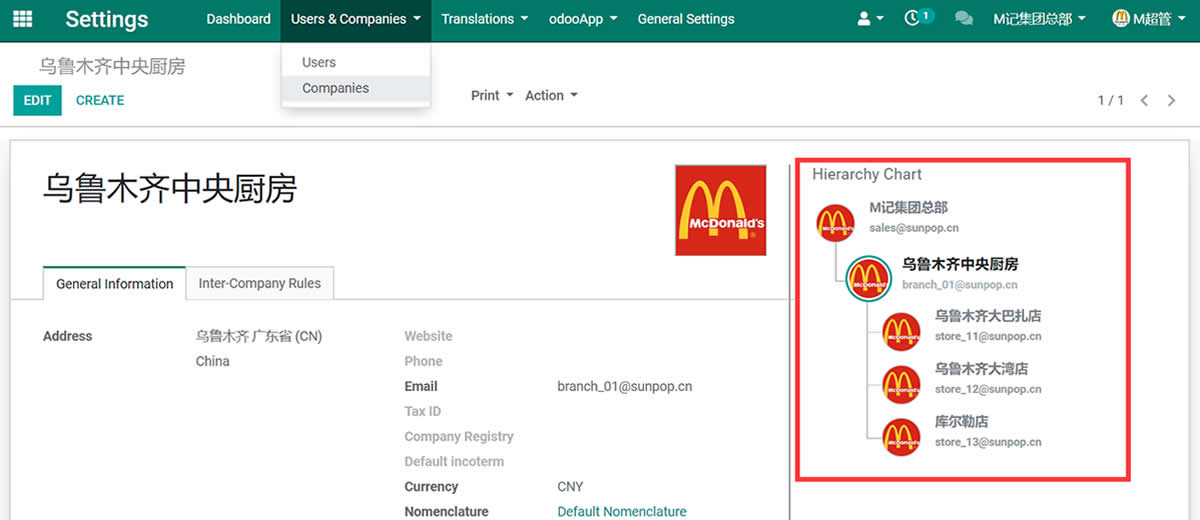 Settings Dashboard Users & Companies Translations odooApp General Settings 1 M记集团总部 M超管
乌鲁木齐中央厨房
Users
Companies
EDIT CREATE Print Action 1 / 1
乌鲁木齐中央厨房
McDonald's
General Information Inter-Company Rules
Address 乌鲁木齐 广东省 (CN)
China
Website
Phone
Email branch_01@sunpop.cn
Tax ID
Company Registry
Default incoterm
Currency CNY
Nomenclature Default Nomenclature
Hierarchy Chart
McDonald's
M记集团总部
sales@sunpop.cn
McDonald's
乌鲁木齐中央厨房
branch_01@sunpop.cn
McDonald's
乌鲁木齐大巴扎店
store_11@sunpop.cn
McDonald's
乌鲁木齐大湾店
store_12@sunpop.cn
McDonald's
库尔勒店
store_13@sunpop.cn